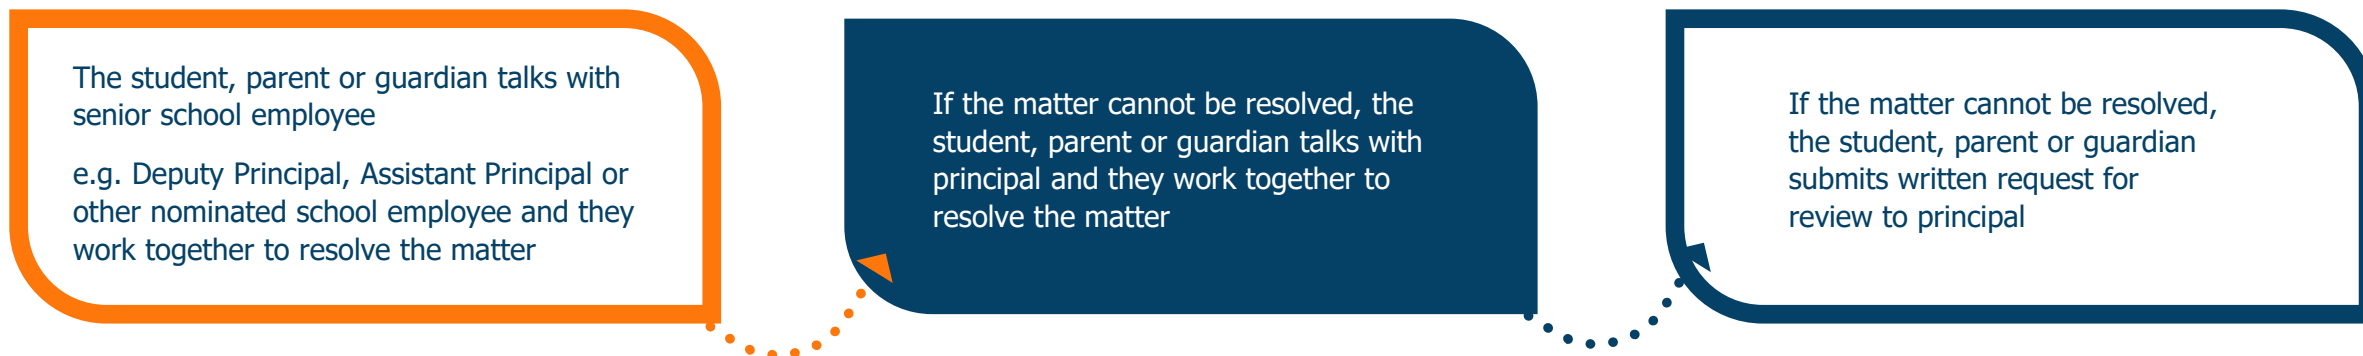 The student, parent or guardian talks with
senior school employee
e.g. Deputy Principal, Assistant Principal or
other nominated school employee and they
work together to resolve the matter
If the matter cannot be resolved, the
student, parent or guardian talks with
principal and they work together to
resolve the matter
If the matter cannot be resolved,
the student, parent or guardian
submits written request for
review to principal